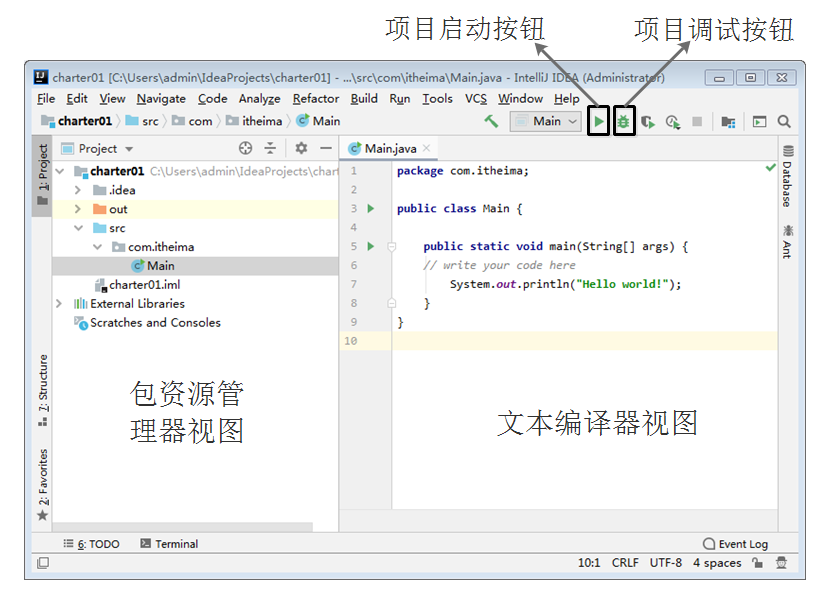 项目启动按钮
项目调试按钮
charter01 [C:\Users\admin\IdeaProjects\charter01] - ...\src\com\itheima\Main.java - IntelliJ IDEA (Administrator)
File Edit View Navigate Code Analyze Refactor Build Run Tools VCS Window Help
charter01 src com itheima Main
Main
1: Project
Project
charter01 C:\Users\admin\IdeaProjects\chart
.idea
out
src
com.itheima
Main
charter01.iml
External Libraries
Scratches and Consoles
包资源管
理器视图
7: Structure
2: Favorites
Main.java
1 package com.itheima;
2
3 public class Main {
4
5 public static void main(String[] args) {
6 // write your code here
7 System.out.println("Hello world!");
8 }
9 }
10
文本编译器视图
Database
Ant
6: TODO Terminal
Event Log
10:1 CRLF UTF-8 4 spaces